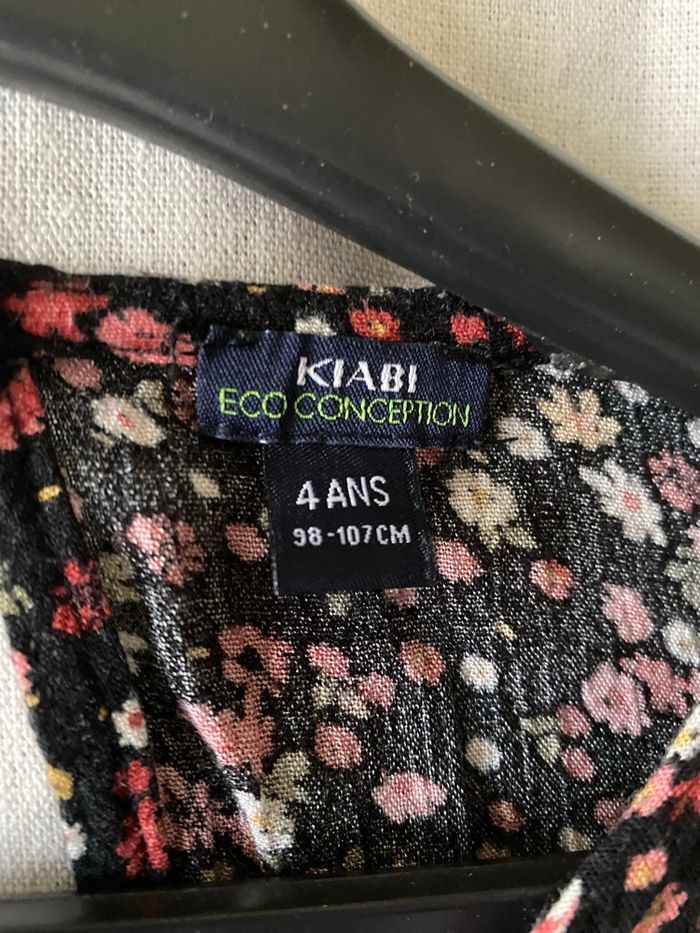 KIABI
ECO CONCEPTION
4 ANS
98-107CM